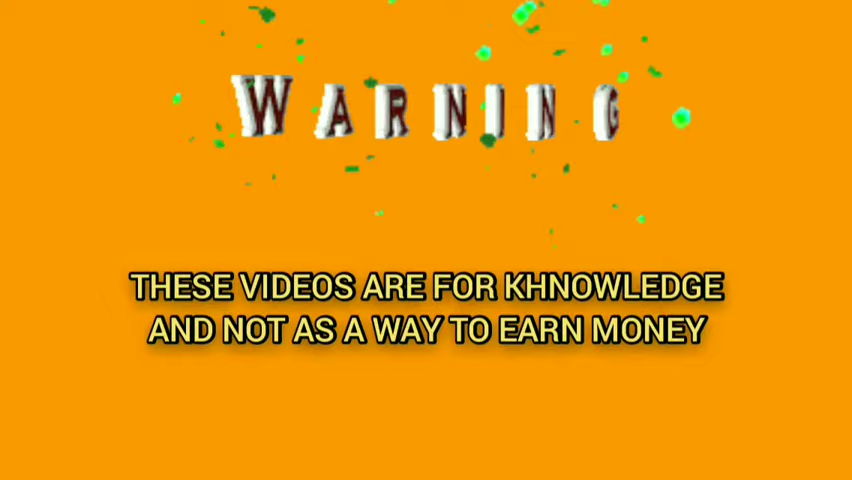 WARNING
THESE VIDEOS ARE FOR KHNOWLEDGE
AND NOT AS A WAY TO EARN MONEY